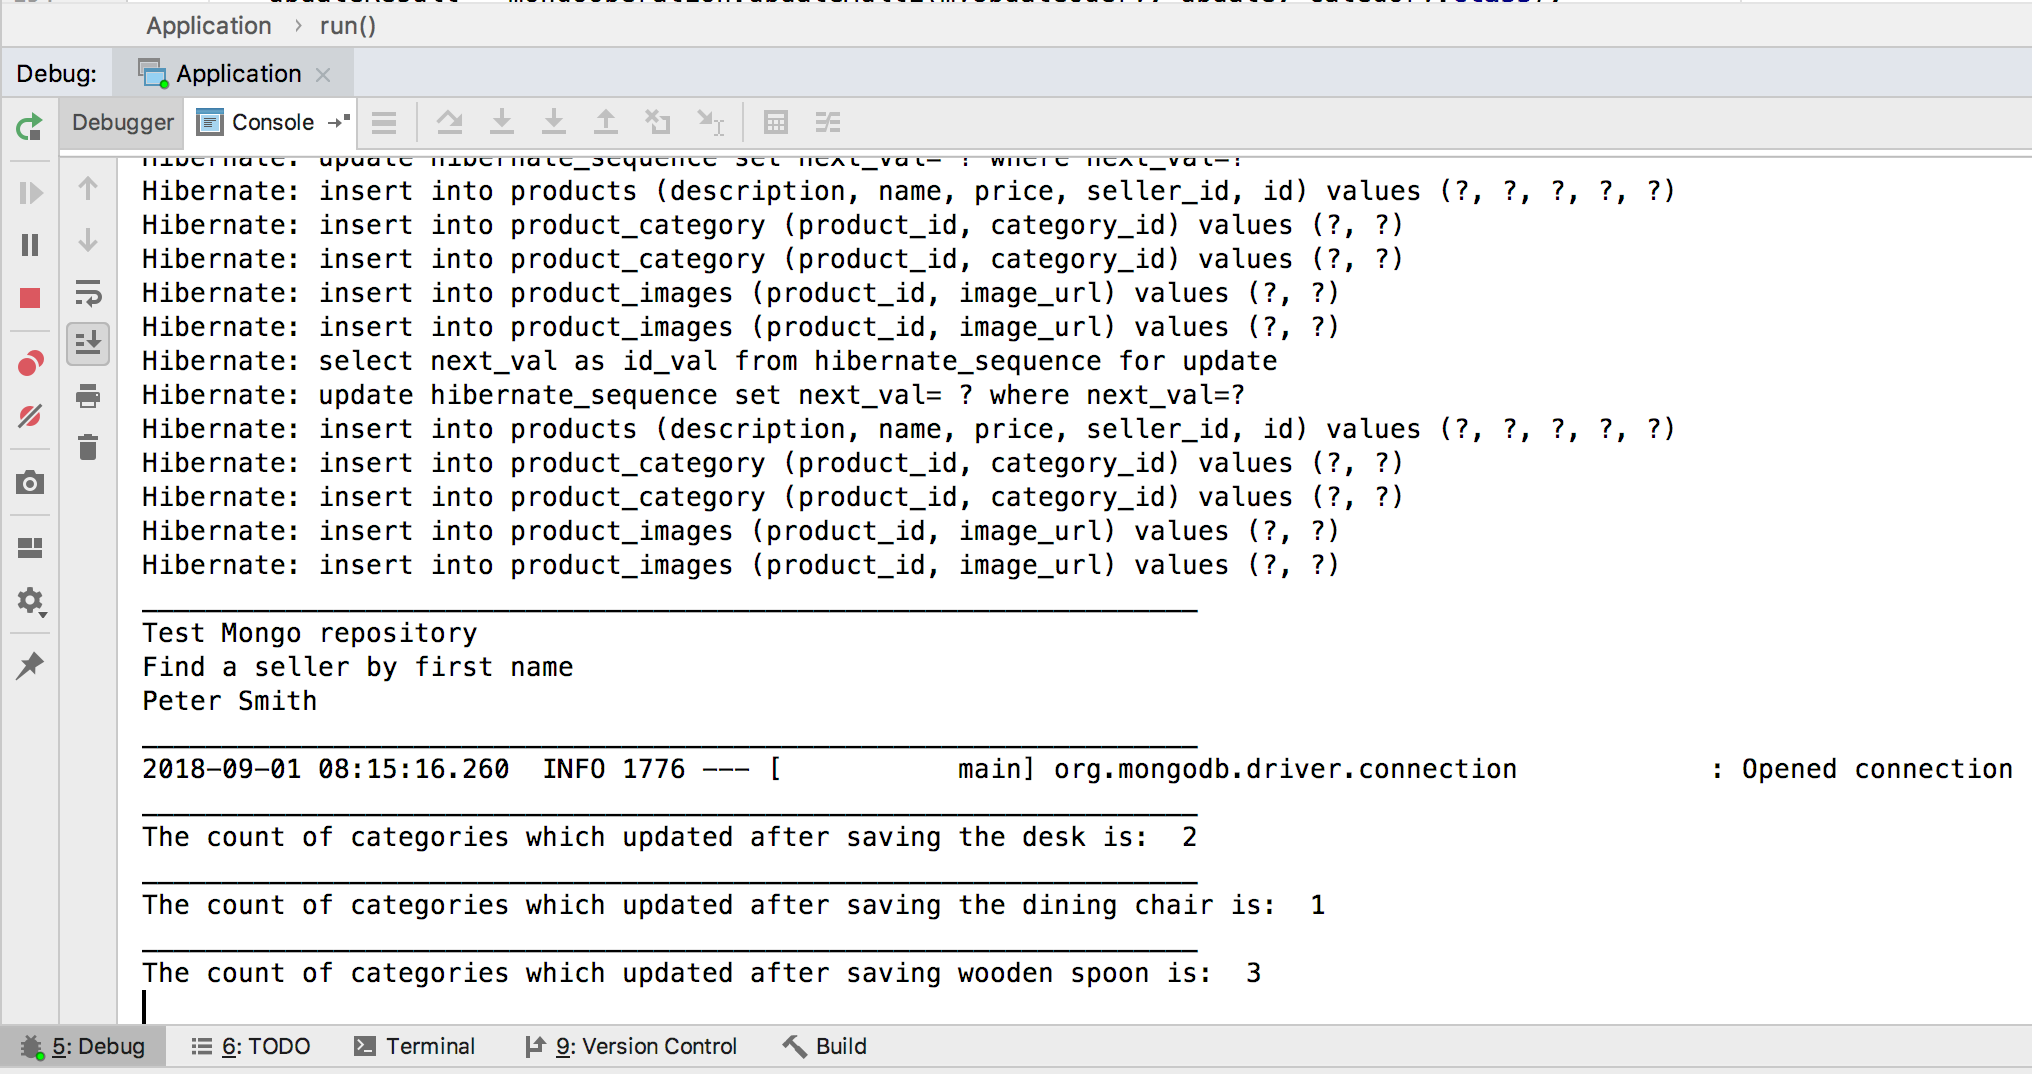 Application › run()
Debug: Application ×
Debugger Console
Hibernate: update hibernate_sequence set next_val= ? where next_val=?
Hibernate: insert into products (description, name, price, seller_id, id) values (?, ?, ?, ?, ?)
Hibernate: insert into product_category (product_id, category_id) values (?, ?)
Hibernate: insert into product_category (product_id, category_id) values (?, ?)
Hibernate: insert into product_images (product_id, image_url) values (?, ?)
Hibernate: insert into product_images (product_id, image_url) values (?, ?)
Hibernate: select next_val as id_val from hibernate_sequence for update
Hibernate: update hibernate_sequence set next_val= ? where next_val=?
Hibernate: insert into products (description, name, price, seller_id, id) values (?, ?, ?, ?, ?)
Hibernate: insert into product_category (product_id, category_id) values (?, ?)
Hibernate: insert into product_category (product_id, category_id) values (?, ?)
Hibernate: insert into product_images (product_id, image_url) values (?, ?)
Hibernate: insert into product_images (product_id, image_url) values (?, ?)
__________________________________________________________________
Test Mongo repository
Find a seller by first name
Peter Smith
__________________________________________________________________
2018-09-01 08:15:16.260  INFO 1776 --- [           main] org.mongodb.driver.connection            : Opened connection
__________________________________________________________________
The count of categories which updated after saving the desk is:  2
__________________________________________________________________
The count of categories which updated after saving the dining chair is:  1
__________________________________________________________________
The count of categories which updated after saving wooden spoon is:  3
5: Debug 6: TODO Terminal 9: Version Control Build